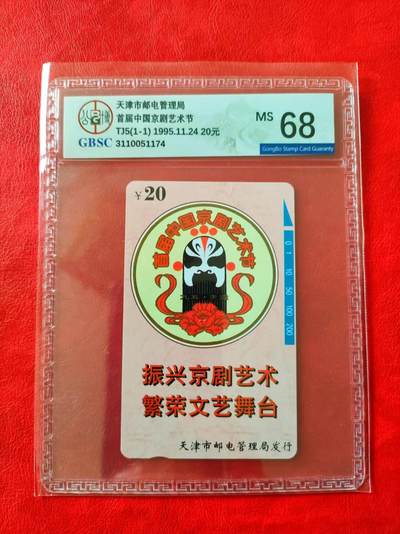 天津市邮电管理局
首届中国京剧艺术节
TJ5(1-1) 1995.11.24 20元
GBSC 3110051174
MS 68
GongBo Stamp Card Guaranty
¥20
首届中国京剧艺术节
0 1 10 50 100 200
振兴京剧艺术
繁荣文艺舞台
天津市邮电管理局发行